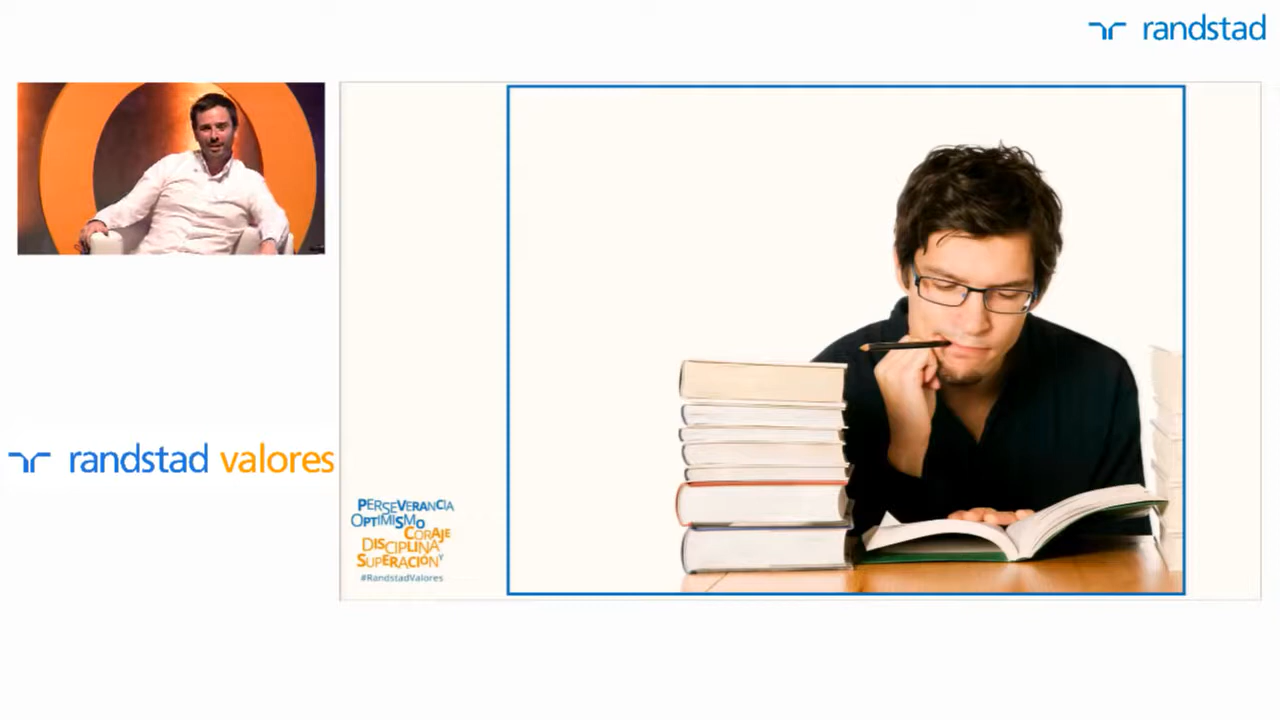 randstad
randstad valores
PERSEVERANCIA
OPTIMISMO
CORAJE
DISCIPLINA
Y
SUPERACIÓN
#RandstadValores